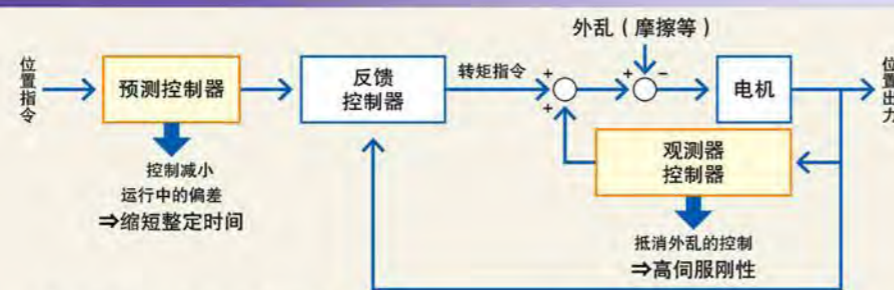 外乱（摩擦等）
位置指令
预测控制器
反馈
控制器
转矩指令
+
+
+
−
电机
位置出力
观测器
控制器
控制减小
运行中的偏差
⇒缩短整定时间
抵消外乱的控制
⇒高伺服刚性